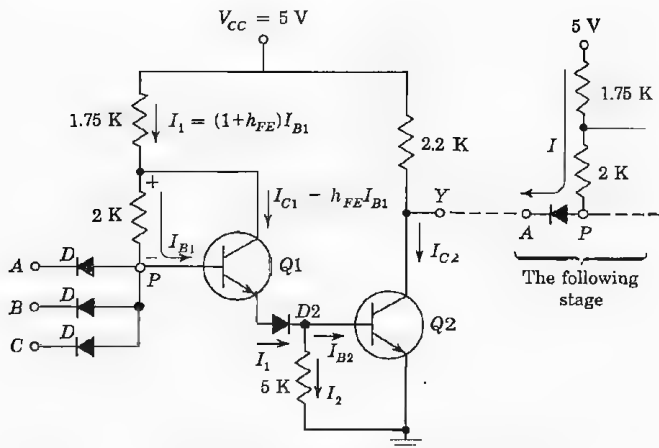 V_CC = 5 V
5 V
1.75 K
I_1 = (1+h_FE)I_B1
2.2 K
1.75 K
I
+
2 K
I_C1 - h_FE I_B1
Y
2 K
I_B1
I_C2
A
P
A
D
P
Q1
The following
stage
B
D
D2
Q2
C
D
I_1
I_B2
5 K
I_2